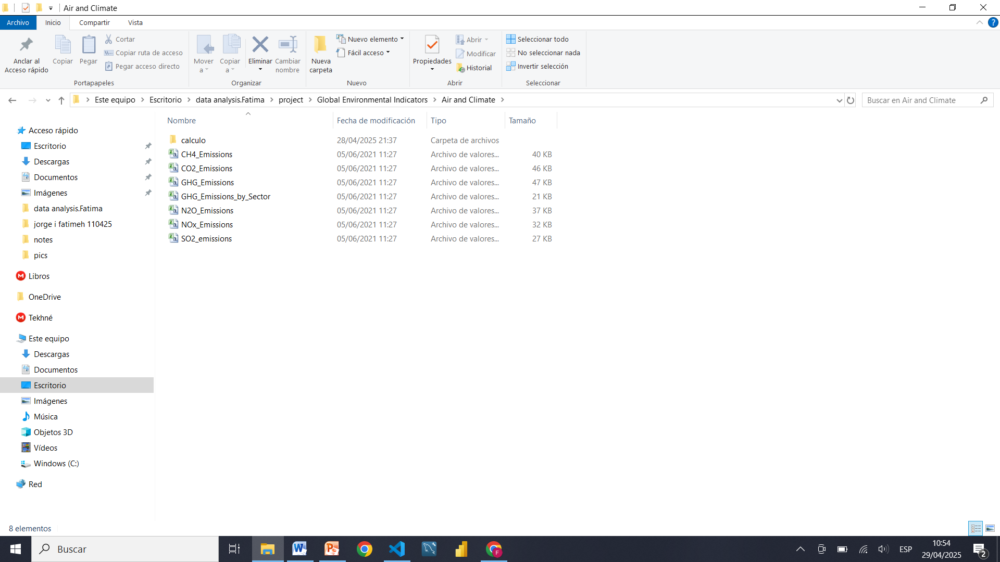 Air and Climate
Archivo Inicio Compartir Vista
Anclar al Acceso rápido
Copiar
Pegar
Cortar
Copiar ruta de acceso
Pegar acceso directo
Portapapeles
Mover a
Copiar a
Eliminar
Cambiar nombre
Organizar
Nueva carpeta
Nuevo elemento
Fácil acceso
Nuevo
Propiedades
Abrir
Modificar
Historial
Abrir
Seleccionar todo
No seleccionar nada
Invertir selección
Seleccionar
Este equipo > Escritorio > data analysis.Fatima > project > Global Environmental Indicators > Air and Climate >
Buscar en Air and Climate
Acceso rápido
Escritorio
Descargas
Documentos
Imágenes
data analysis.Fatima
jorge i fatimeh 110425
notes
pics
Libros
OneDrive
Tekhné
Este equipo
Descargas
Documentos
Escritorio
Imágenes
Música
Objetos 3D
Vídeos
Windows (C:)
Red
Nombre Fecha de modificación Tipo Tamaño
calculo 28/04/2025 21:37 Carpeta de archivos
CH4_Emissions 05/06/2021 11:27 Archivo de valores... 40 KB
CO2_Emissions 05/06/2021 11:27 Archivo de valores... 46 KB
GHG_Emissions 05/06/2021 11:27 Archivo de valores... 47 KB
GHG_Emissions_by_Sector 05/06/2021 11:27 Archivo de valores... 21 KB
N2O_Emissions 05/06/2021 11:27 Archivo de valores... 37 KB
NOx_Emissions 05/06/2021 11:27 Archivo de valores... 32 KB
SO2_emissions 05/06/2021 11:27 Archivo de valores... 27 KB
8 elementos
Buscar
ESP
10:54
29/04/2025
2